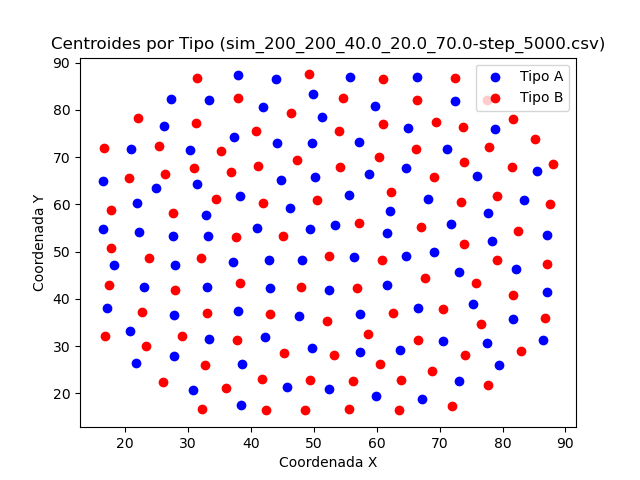 Centroides por Tipo (sim_200_200_40.0_20.0_70.0-step_5000.csv)
Tipo A
Tipo B
90
80
70
60
50
40
30
20
Coordenada Y
20 30 40 50 60 70 80 90
Coordenada X